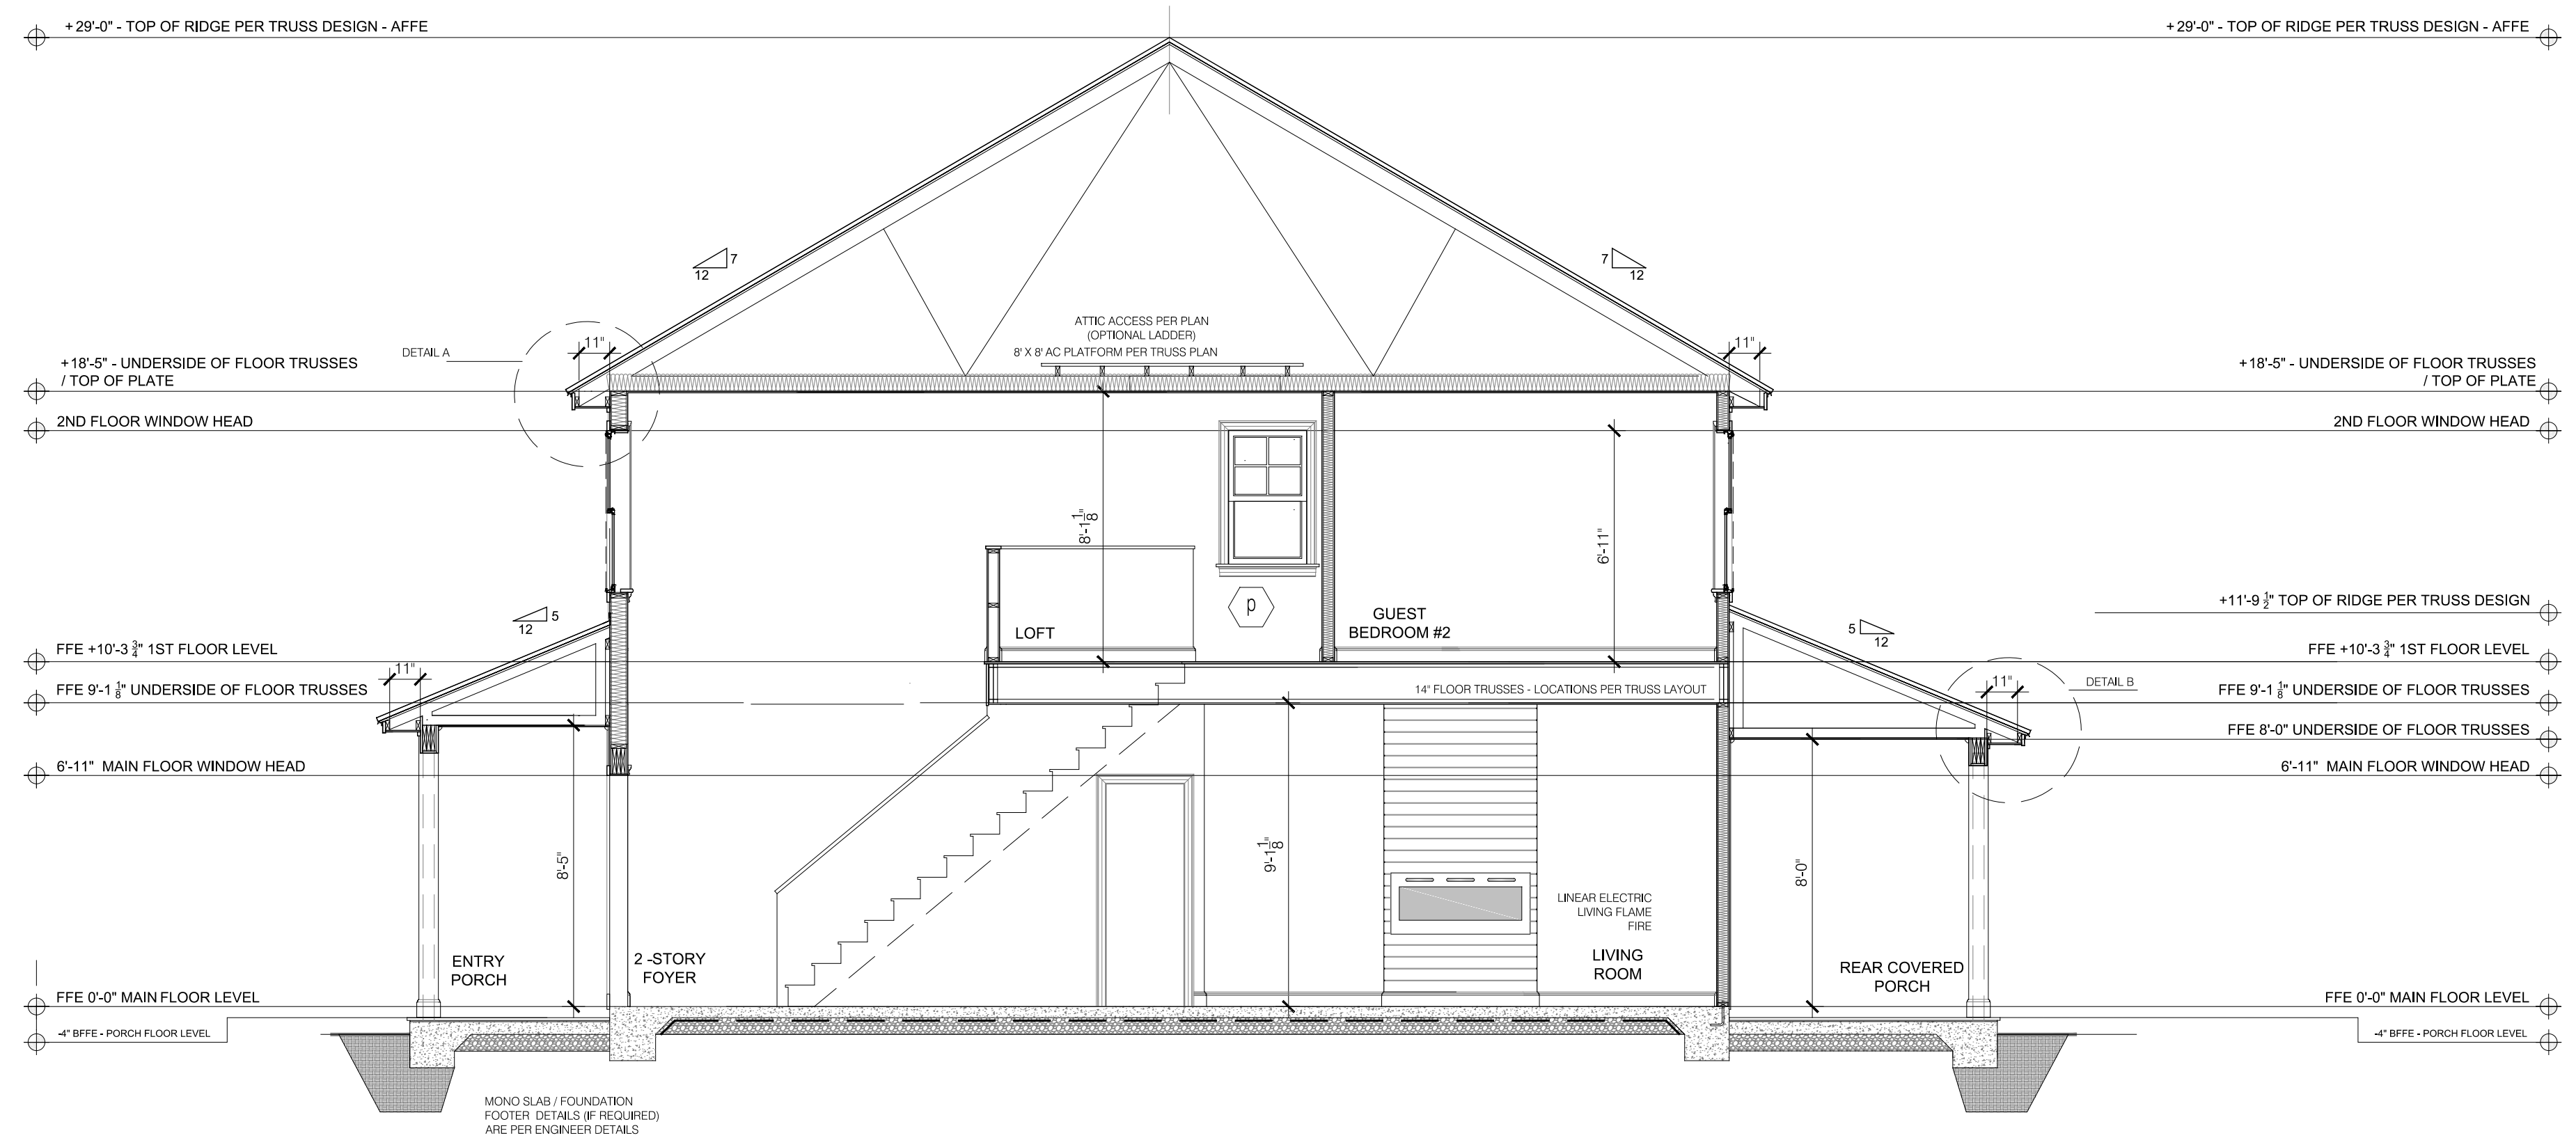 +29'-0" - TOP OF RIDGE PER TRUSS DESIGN - AFFE
+29'-0" - TOP OF RIDGE PER TRUSS DESIGN - AFFE
7
12
7
12
ATTIC ACCESS PER PLAN
(OPTIONAL LADDER)
8' X 8' AC PLATFORM PER TRUSS PLAN
11"
11"
DETAIL A
+18'-5" - UNDERSIDE OF FLOOR TRUSSES
/ TOP OF PLATE
+18'-5" - UNDERSIDE OF FLOOR TRUSSES
/ TOP OF PLATE
2ND FLOOR WINDOW HEAD
2ND FLOOR WINDOW HEAD
8'-1 1/8"
6'-11"
p
GUEST
BEDROOM #2
LOFT
5
12
5
12
+11'-9 1/2" TOP OF RIDGE PER TRUSS DESIGN
FFE +10'-3 3/4" 1ST FLOOR LEVEL
FFE +10'-3 3/4" 1ST FLOOR LEVEL
11"
11"
DETAIL B
FFE 9'-1 1/8" UNDERSIDE OF FLOOR TRUSSES
14" FLOOR TRUSSES - LOCATIONS PER TRUSS LAYOUT
FFE 9'-1 1/8" UNDERSIDE OF FLOOR TRUSSES
FFE 8'-0" UNDERSIDE OF FLOOR TRUSSES
6'-11" MAIN FLOOR WINDOW HEAD
6'-11" MAIN FLOOR WINDOW HEAD
8'-5"
9'-1 1/8"
8'-0"
LINEAR ELECTRIC
LIVING FLAME
FIRE
ENTRY
PORCH
2 -STORY
FOYER
LIVING
ROOM
REAR COVERED
PORCH
FFE 0'-0" MAIN FLOOR LEVEL
FFE 0'-0" MAIN FLOOR LEVEL
-4" BFFE - PORCH FLOOR LEVEL
-4" BFFE - PORCH FLOOR LEVEL
MONO SLAB / FOUNDATION
FOOTER DETAILS (IF REQUIRED)
ARE PER ENGINEER DETAILS